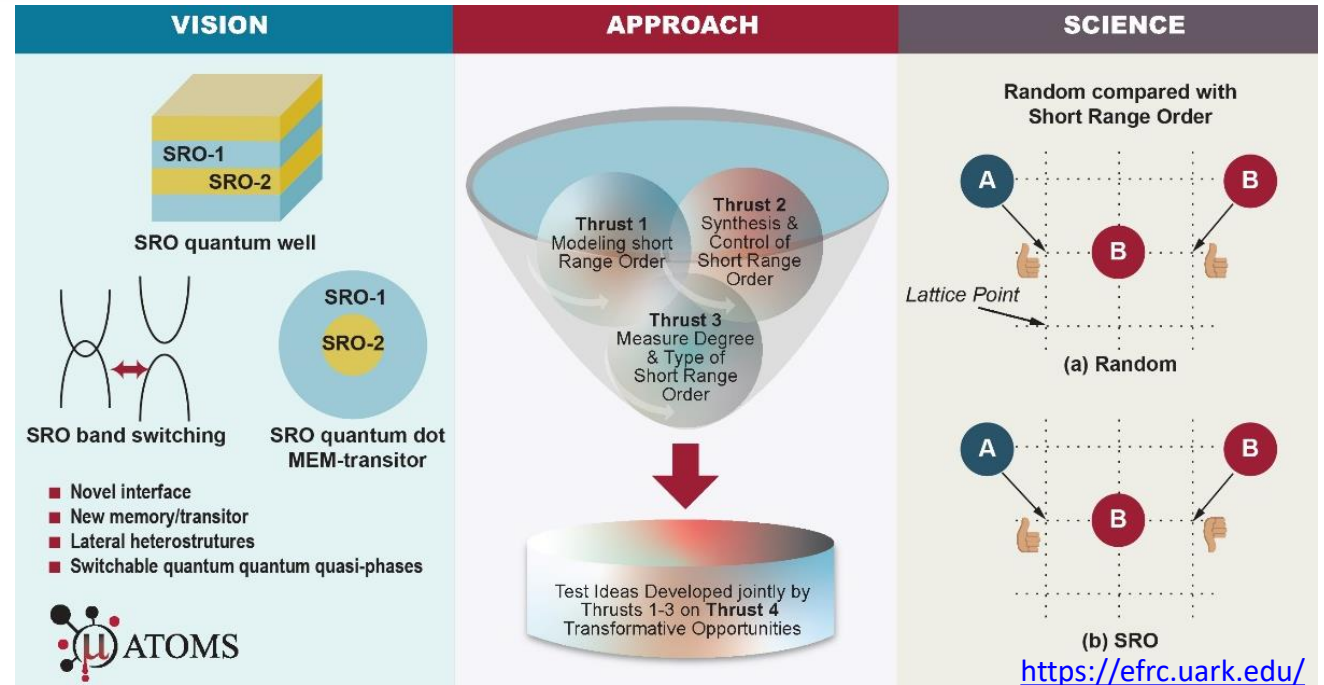 VISION
SRO-1
SRO-2
SRO quantum well
SRO band switching
SRO-1
SRO-2
SRO quantum dot
MEM-transitor
Novel interface
New memory/transitor
Lateral heterostrutures
Switchable quantum quantum quasi-phases
μ ATOMS
APPROACH
Thrust 1
Modeling short
Range Order
Thrust 2
Synthesis &
Control of
Short Range
Order
Thrust 3
Measure Degree
& Type of
Short Range
Order
Test Ideas Developed jointly by
Thrusts 1-3 on Thrust 4
Transformative Opportunities
SCIENCE
Random compared with
Short Range Order
A
B
B
Lattice Point
(a) Random
A
B
B
(b) SRO
https://efrc.uark.edu/